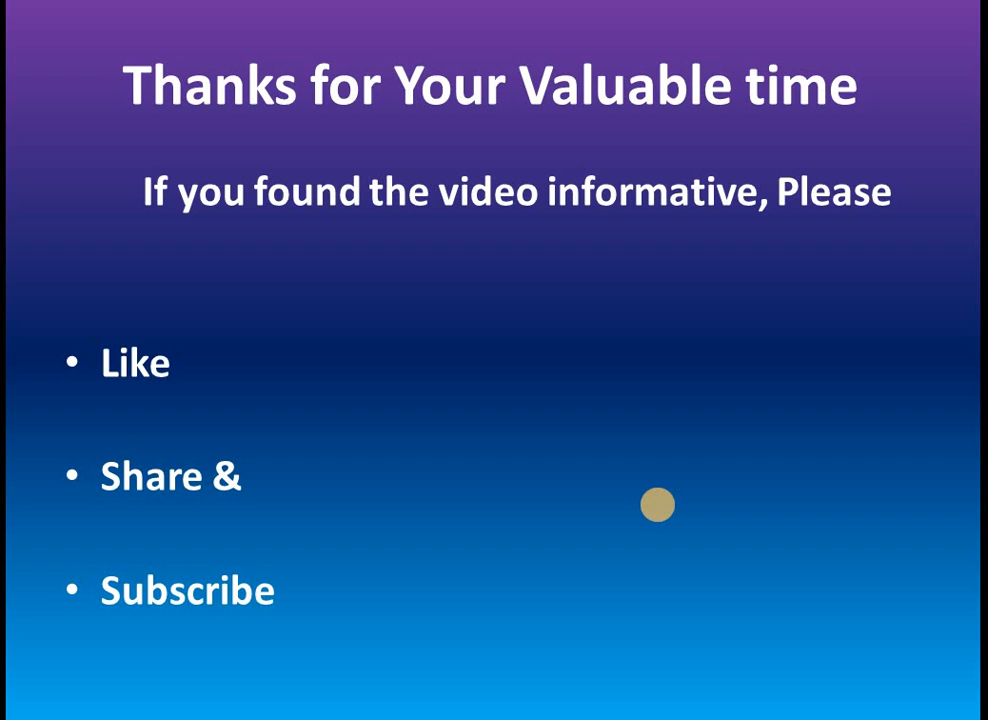 Thanks for Your Valuable time
If you found the video informative, Please
• Like
• Share &
• Subscribe